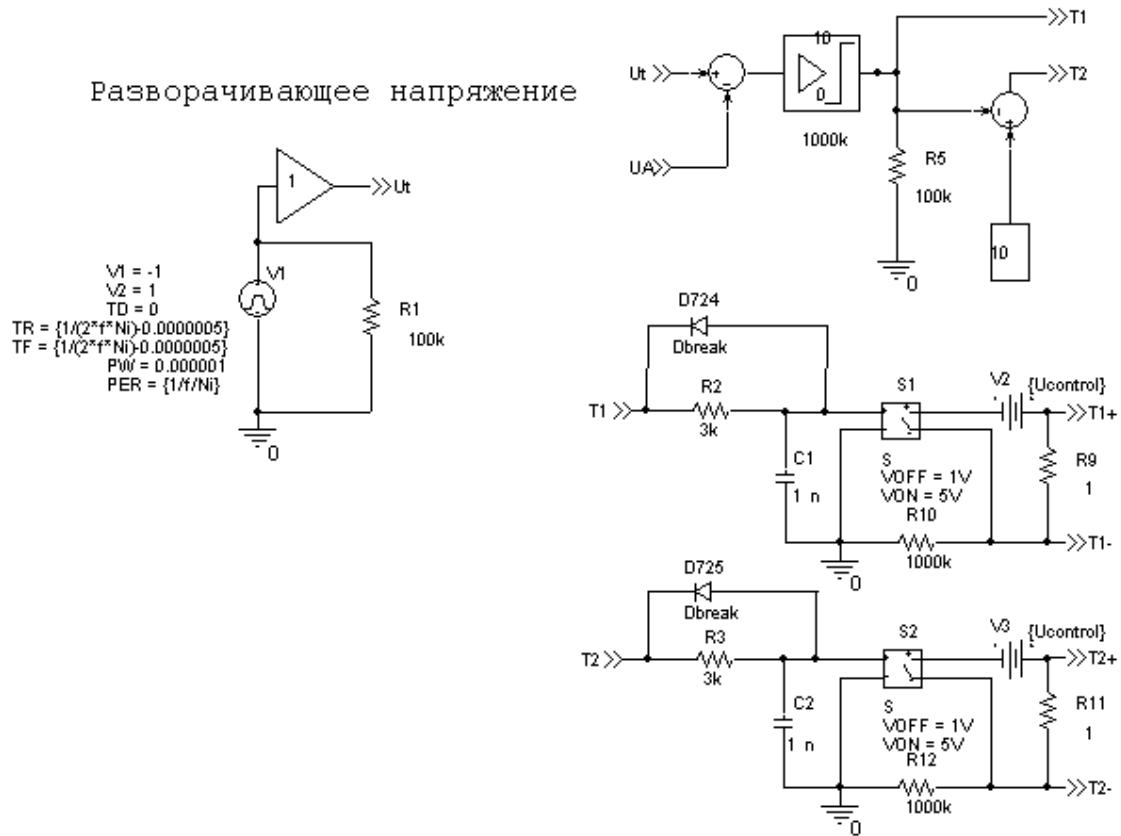 Разворачивающее напряжение
1
Ut
V1
V1 = -1
V2 = 1
TD = 0
TR = {1/(2*f*Ni)-0.0000005}
TF = {1/(2*f*Ni)-0.0000005}
PW = 0.000001
PER = {1/f/Ni}
R1
100k
0
Ut
UA
10
0
1000k
T1
T2
R5
100k
0
10
D724
Dbreak
T1
R2
3k
C1
1 n
S1
S
VOFF = 1V
VON = 5V
R10
1000k
0
V2
{Ucontrol}
T1+
R9
1
T1-
D725
Dbreak
T2
R3
3k
C2
1 n
S2
S
VOFF = 1V
VON = 5V
R12
1000k
0
V3
{Ucontrol}
T2+
R11
1
T2-